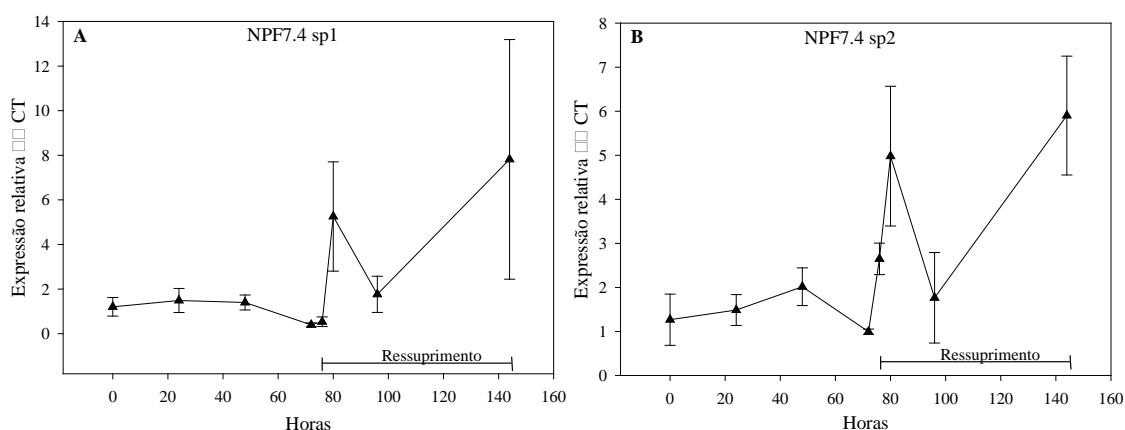 A
NPF7.4 sp1
Expressão relativa □□ CT
14
12
10
8
6
4
2
0
Ressuprimento
0 20 40 60 80 100 120 140 160
Horas
B
NPF7.4 sp2
Expressão relativa □□ CT
8
7
6
5
4
3
2
1
0
Ressuprimento
0 20 40 60 80 100 120 140 160
Horas